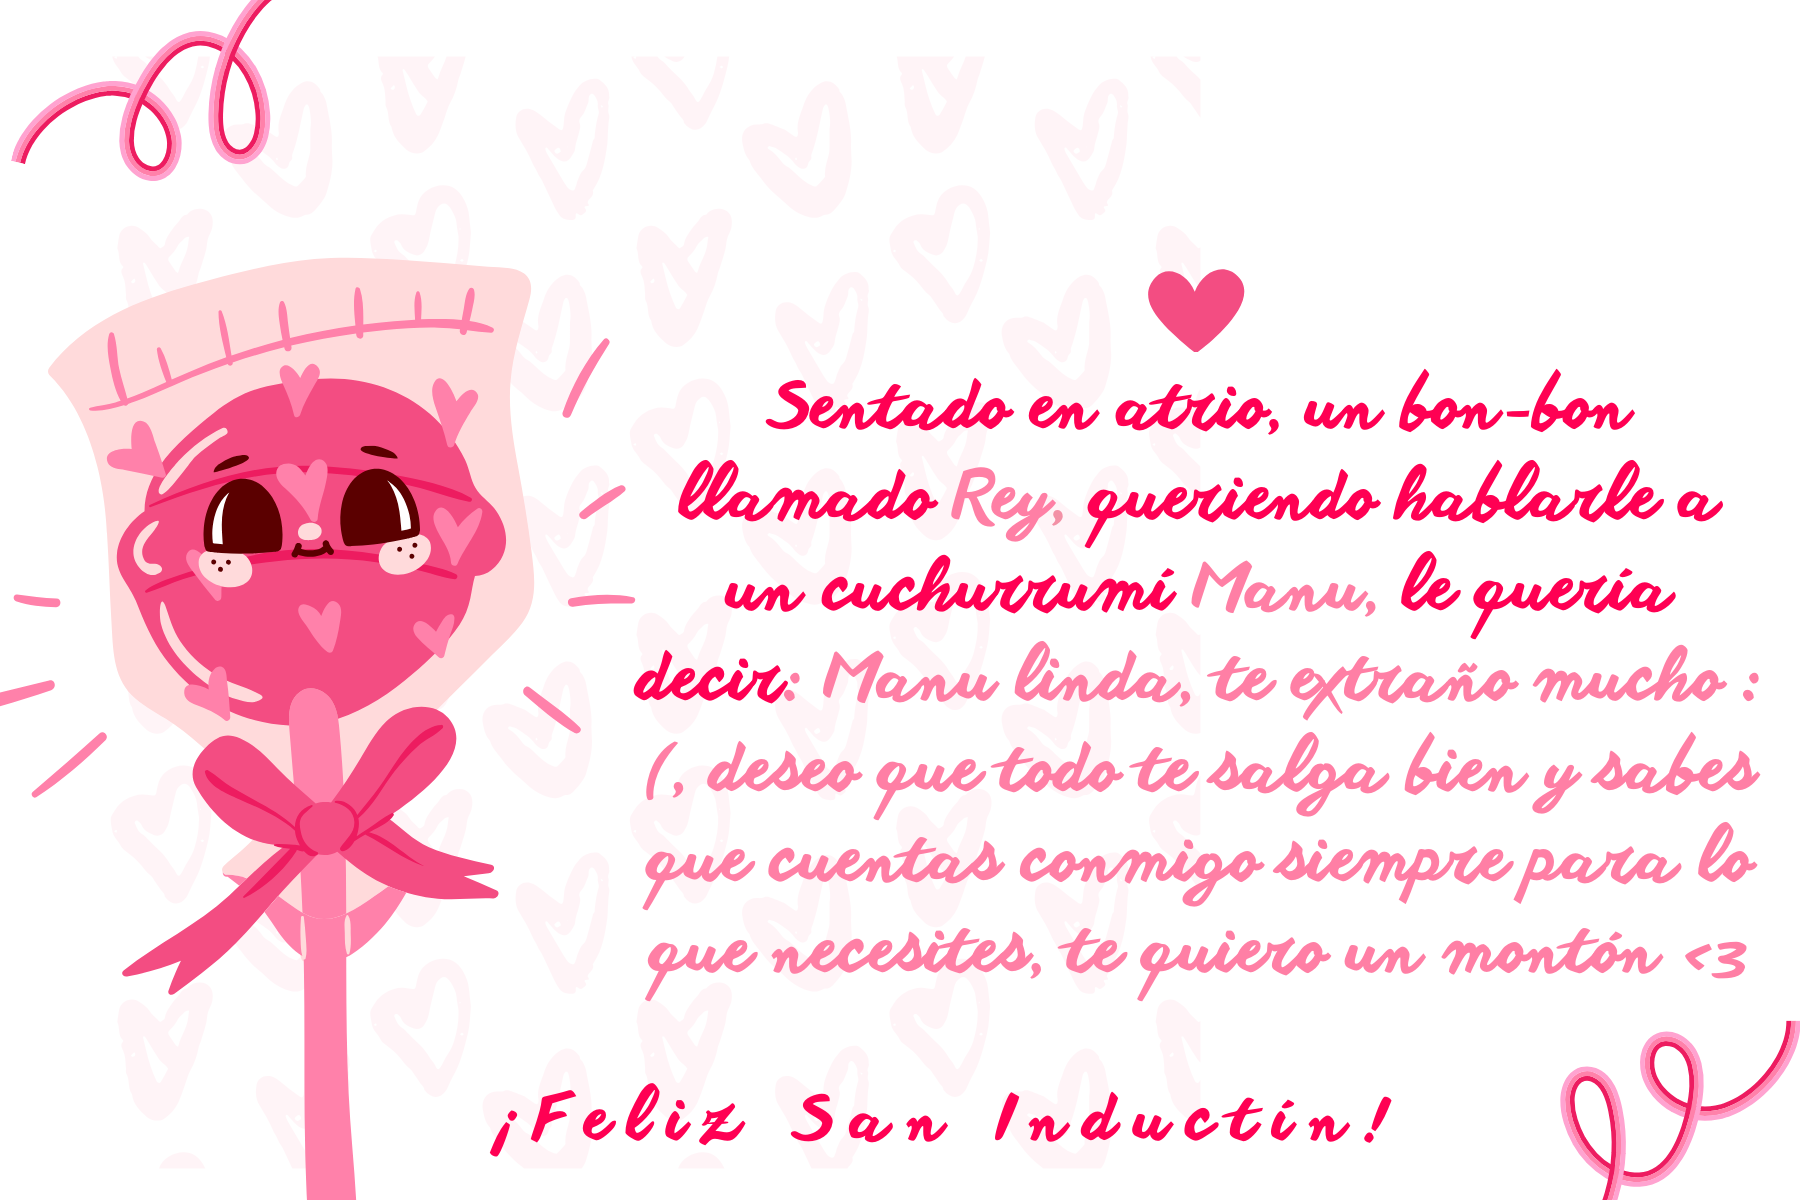 Sentado en atrio, un bon-bon
llamado Rey, queriendo hablarle a
un cuchurrumí Manu, le quería
decir: Manu linda, te extraño mucho :
(, deseo que todo te salga bien y sabes
que cuentas conmigo siempre para lo
que necesites, te quiero un montón <3
¡Feliz San Inductín!